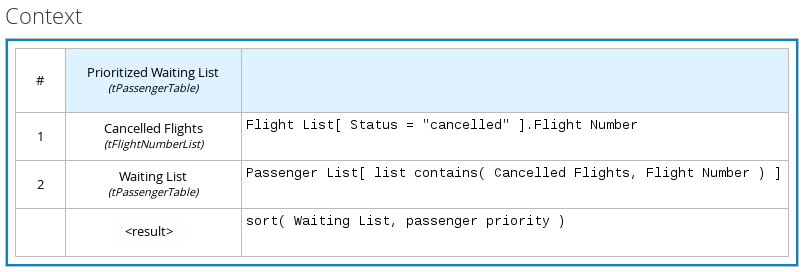 Context
#
Prioritized Waiting List
(tPassengerTable)
1
Cancelled Flights
(tFlightNumberList)
Flight List[ Status = "cancelled" ].Flight Number
2
Waiting List
(tPassengerTable)
Passenger List[ list contains( Cancelled Flights, Flight Number ) ]
<result>
sort( Waiting List, passenger priority )